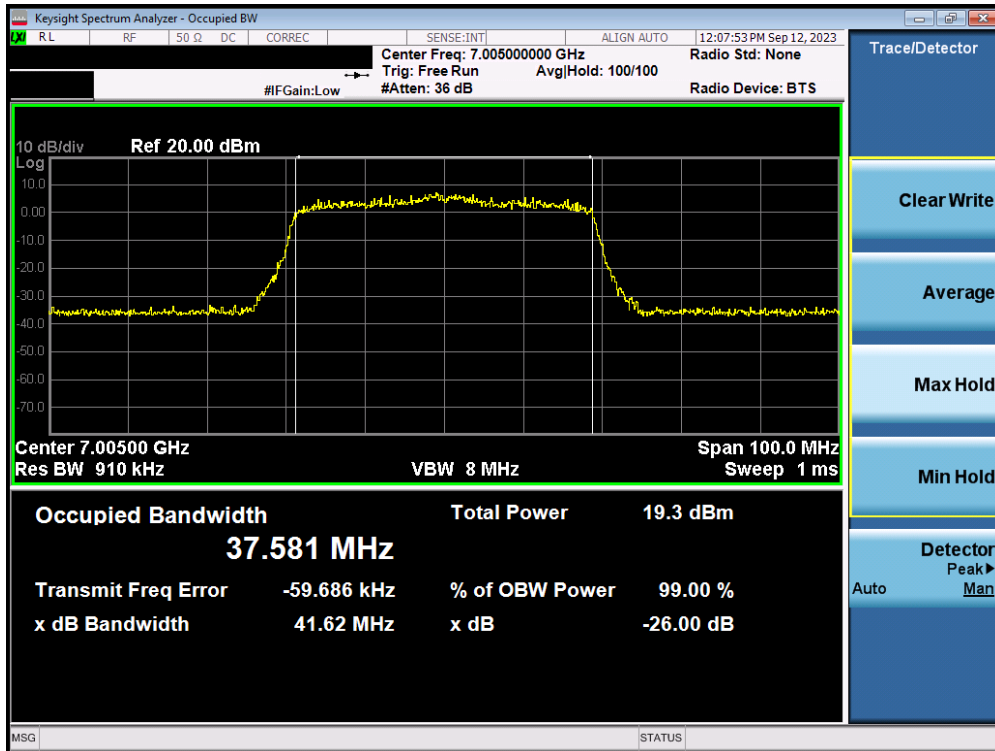 Keysight Spectrum Analyzer - Occupied BW
LXI RL RF 50 Ω DC CORREC SENSE:INT ALIGN AUTO 12:07:53 PM Sep 12, 2023
Center Freq: 7.005000000 GHz Radio Std: None
Trig: Free Run Avg|Hold: 100/100
#IFGain:Low #Atten: 36 dB Radio Device: BTS
10 dB/div Ref 20.00 dBm
Log
10.0
0.00
-10.0
-20.0
-30.0
-40.0
-50.0
-60.0
-70.0
Center 7.00500 GHz Span 100.0 MHz
Res BW 910 kHz VBW 8 MHz Sweep 1 ms
Occupied Bandwidth Total Power 19.3 dBm
37.581 MHz
Transmit Freq Error -59.686 kHz % of OBW Power 99.00 %
x dB Bandwidth 41.62 MHz x dB -26.00 dB
MSG STATUS
Trace/Detector
Clear Write
Average
Max Hold
Min Hold
Detector
Peak▶
Auto Man